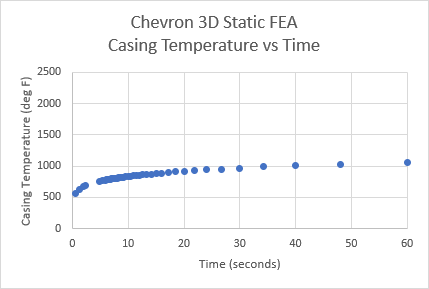 Chevron 3D Static FEA
Casing Temperature vs Time
Casing Temperature (deg F)
2500
2000
1500
1000
500
0
0 10 20 30 40 50 60
Time (seconds)